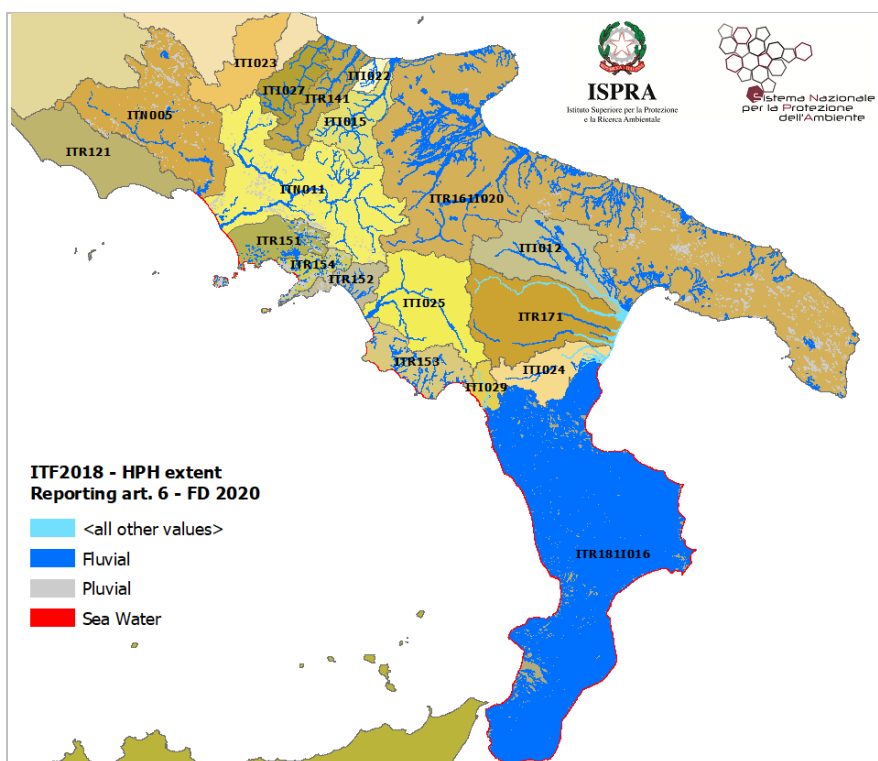 ISPRA
Istituto Superiore per la Protezione
e la Ricerca Ambientale
Sistema Nazionale
per la Protezione
dell'Ambiente
ITI023
ITI022
ITI027
ITR141
ITN005
ITI015
ITR121
ITN011
ITR161I020
ITR151
ITI012
ITR154
ITR152
ITI025
ITR171
ITR153
ITI024
ITI029
ITF2018 - HPH extent
Reporting art. 6 - FD 2020
<all other values>
Fluvial
Pluvial
Sea Water
ITR181I016